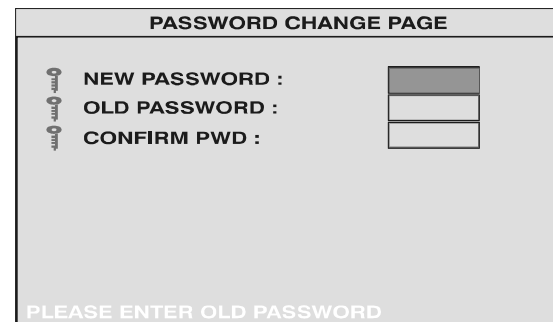 PASSWORD CHANGE PAGE
NEW PASSWORD :
OLD PASSWORD :
CONFIRM PWD :
PLEASE ENTER OLD PASSWORD